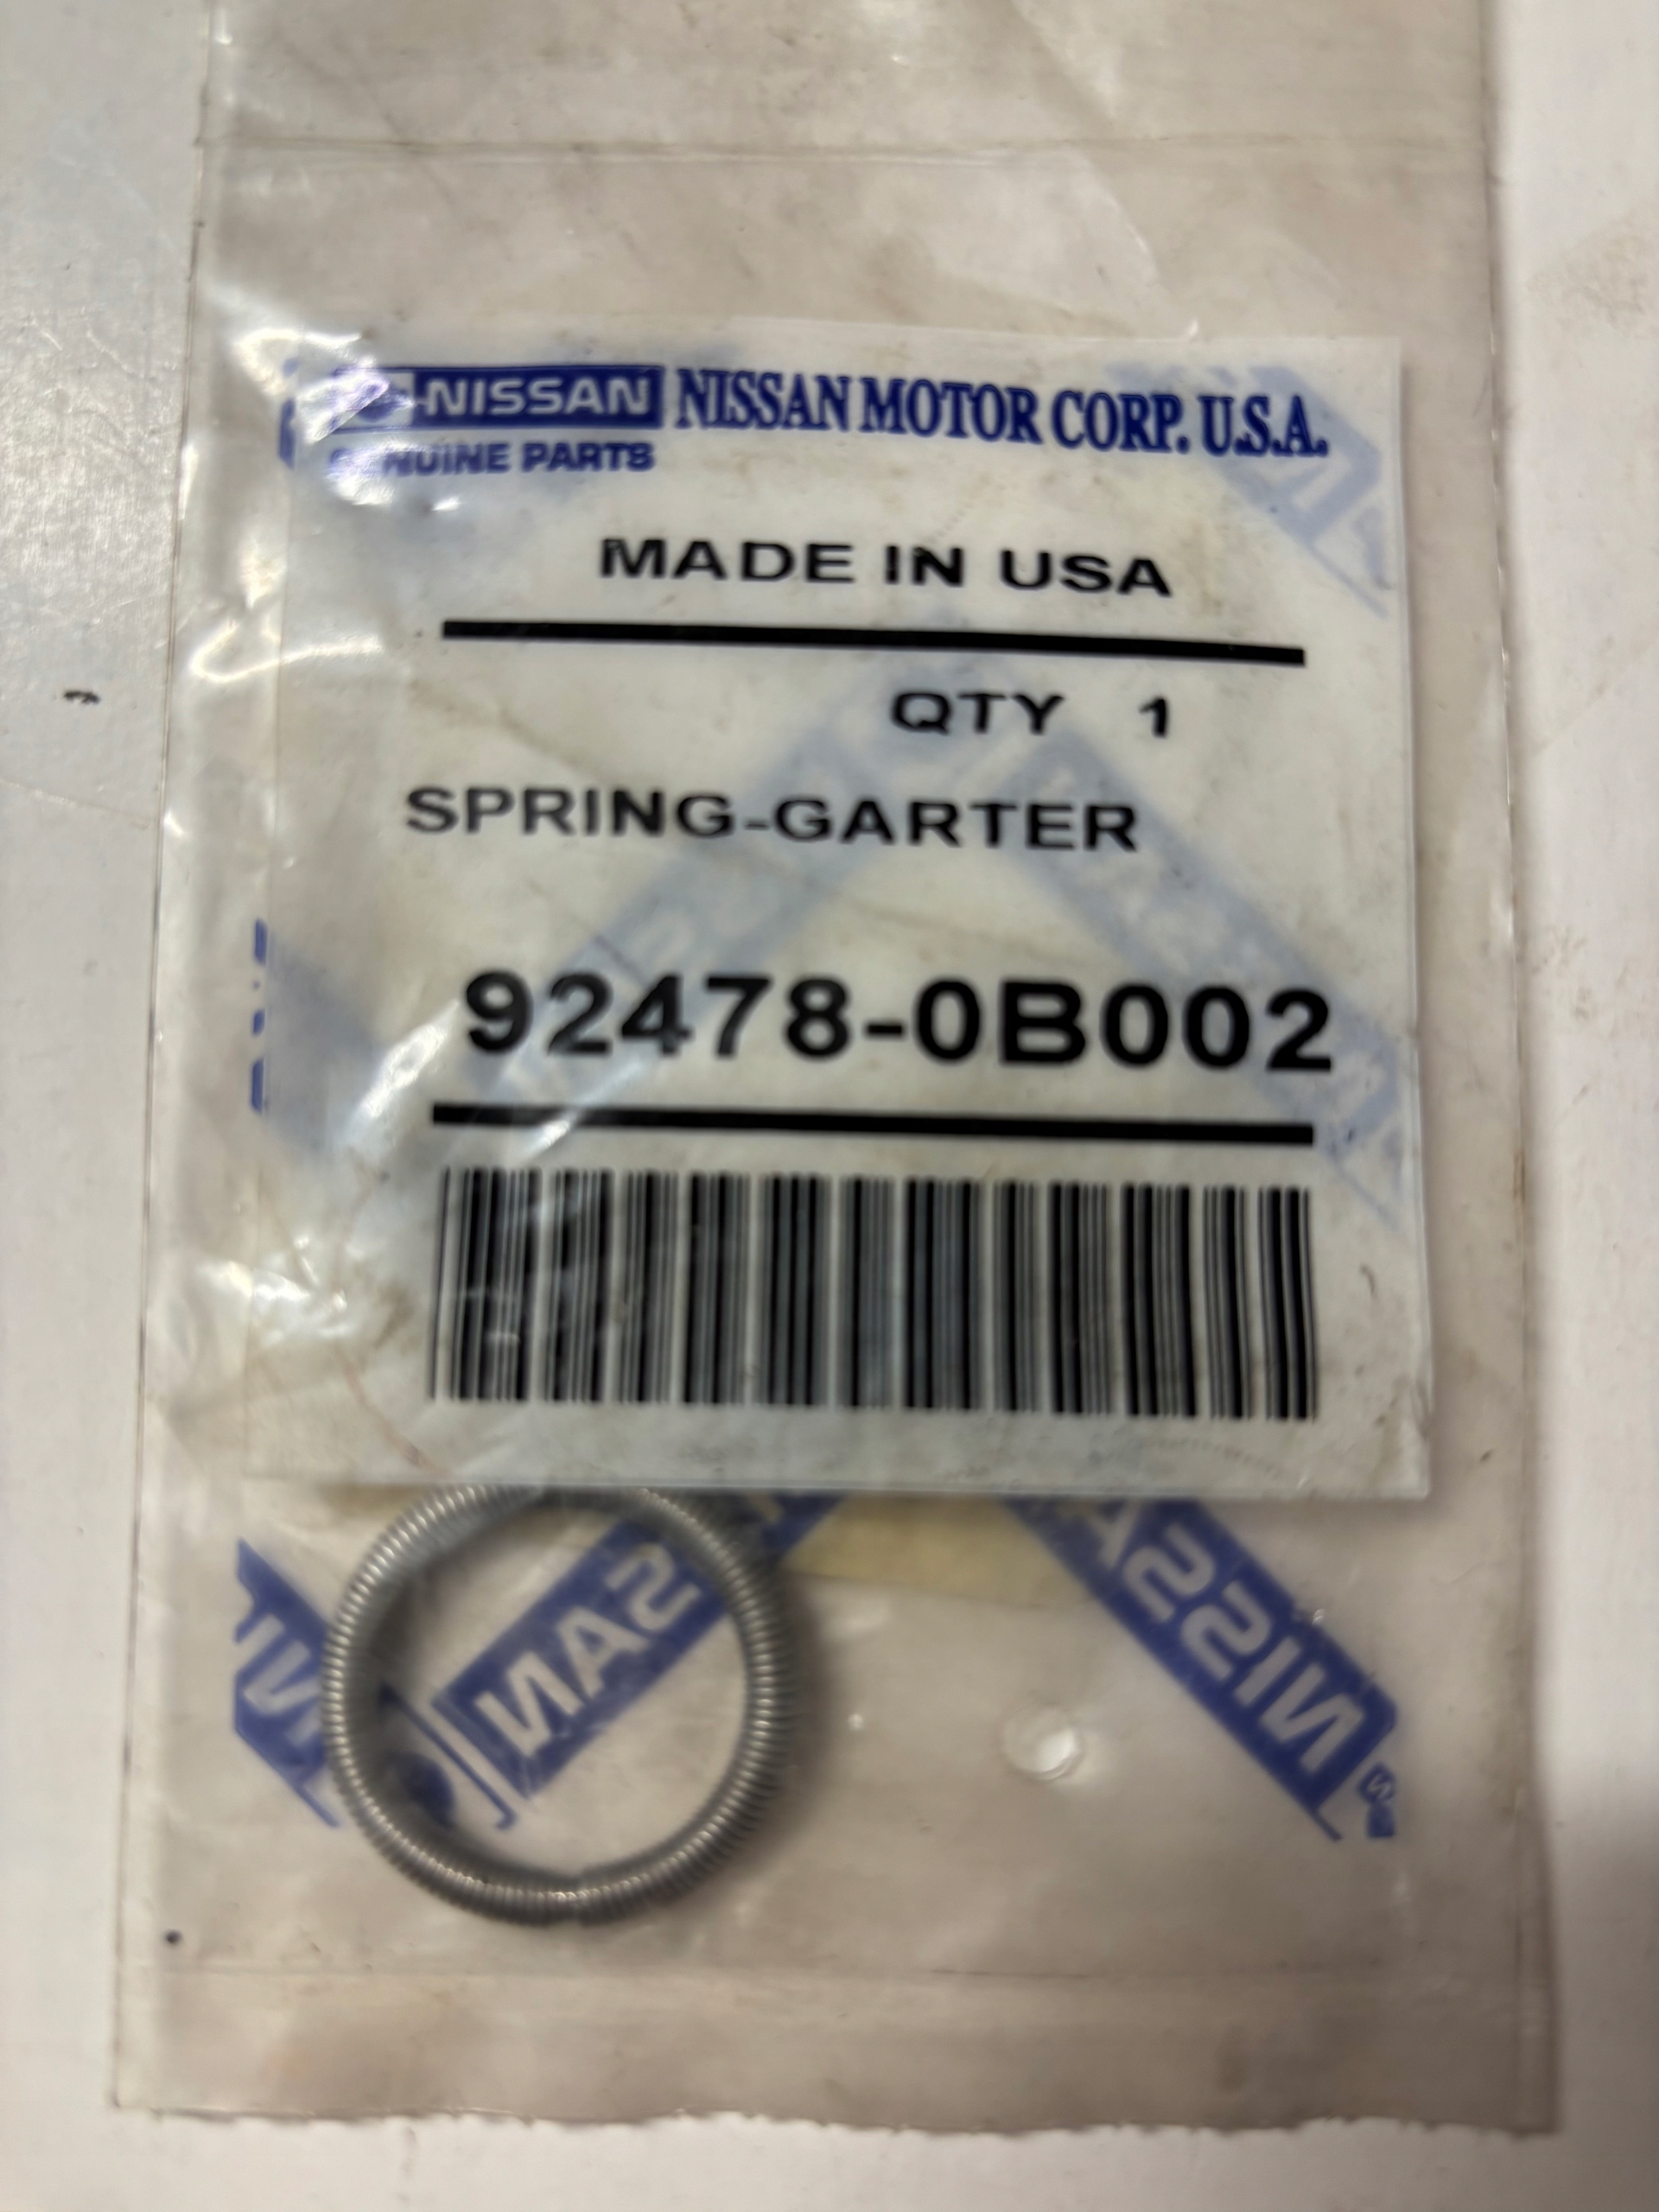 NISSAN NISSAN MOTOR CORP. U.S.A.
GENUINE PARTS
MADE IN USA
QTY 1
SPRING-GARTER
92478-0B002
NISSAN
NISSAN